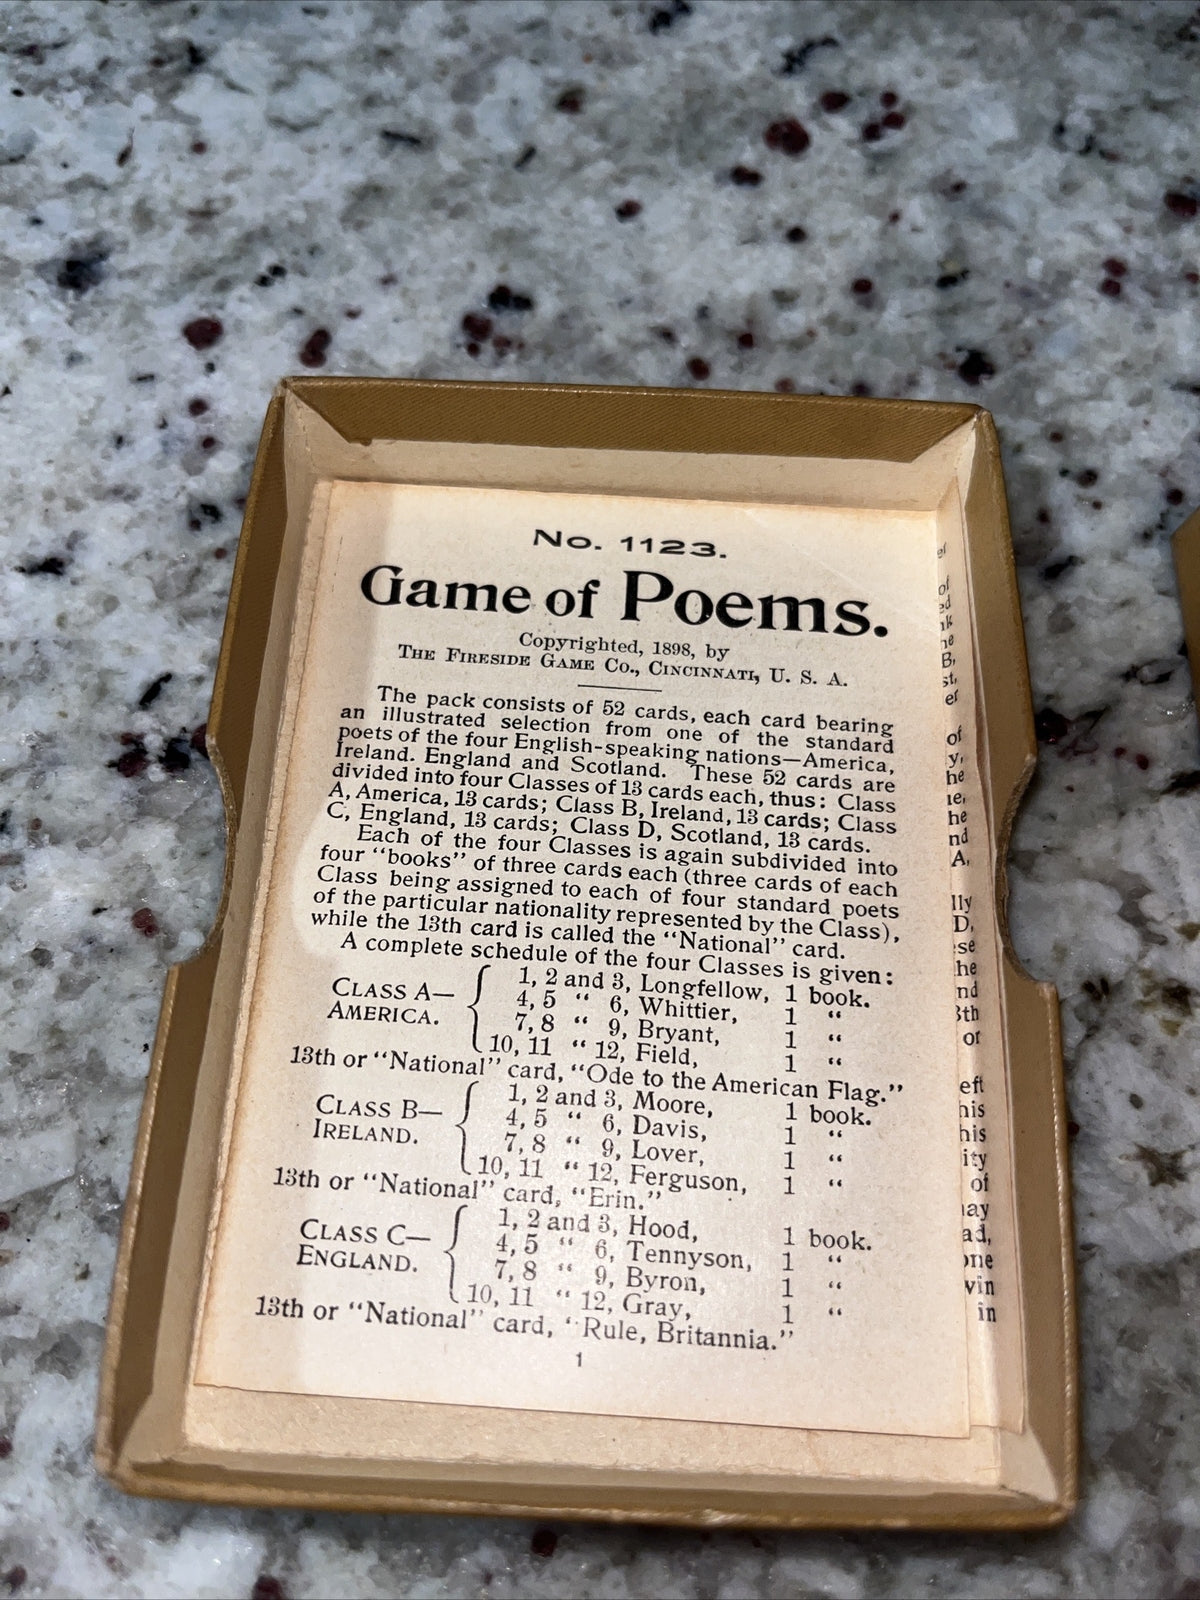 No. 1123.
Game of Poems.
Copyrighted, 1898, by
The Fireside Game Co., Cincinnati, U. S. A.
The pack consists of 52 cards, each card bearing
an illustrated selection from one of the standard
poets of the four English-speaking nations—America,
Ireland. England and Scotland. These 52 cards are
divided into four Classes of 13 cards each, thus: Class
A, America, 13 cards; Class B, Ireland, 13 cards; Class
C, England, 13 cards; Class D, Scotland, 13 cards.
Each of the four Classes is again subdivided into
four "books" of three cards each (three cards of each
Class being assigned to each of four standard poets
of the particular nationality represented by the Class),
while the 13th card is called the "National" card.
A complete schedule of the four Classes is given:
Class A—America. { 1, 2 and 3, Longfellow, 1 book.
4, 5 " 6, Whittier, 1 "
7, 8 " 9, Bryant, 1 "
10, 11 " 12, Field, 1 "
13th or "National" card, "Ode to the American Flag."
Class B—Ireland. { 1, 2 and 3, Moore, 1 book.
4, 5 " 6, Davis, 1 "
7, 8 " 9, Lover, 1 "
10, 11 " 12, Ferguson, 1 "
13th or "National" card, "Erin."
Class C—England. { 1, 2 and 3, Hood, 1 book.
4, 5 " 6, Tennyson, 1 "
7, 8 " 9, Byron, 1 "
10, 11 " 12, Gray, 1 "
13th or "National" card, "Rule, Britannia."
1